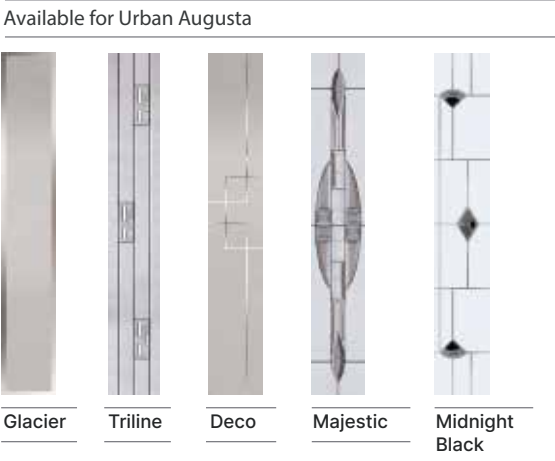 Available for Urban Augusta
Glacier
Triline
Deco
Majestic
Midnight
Black